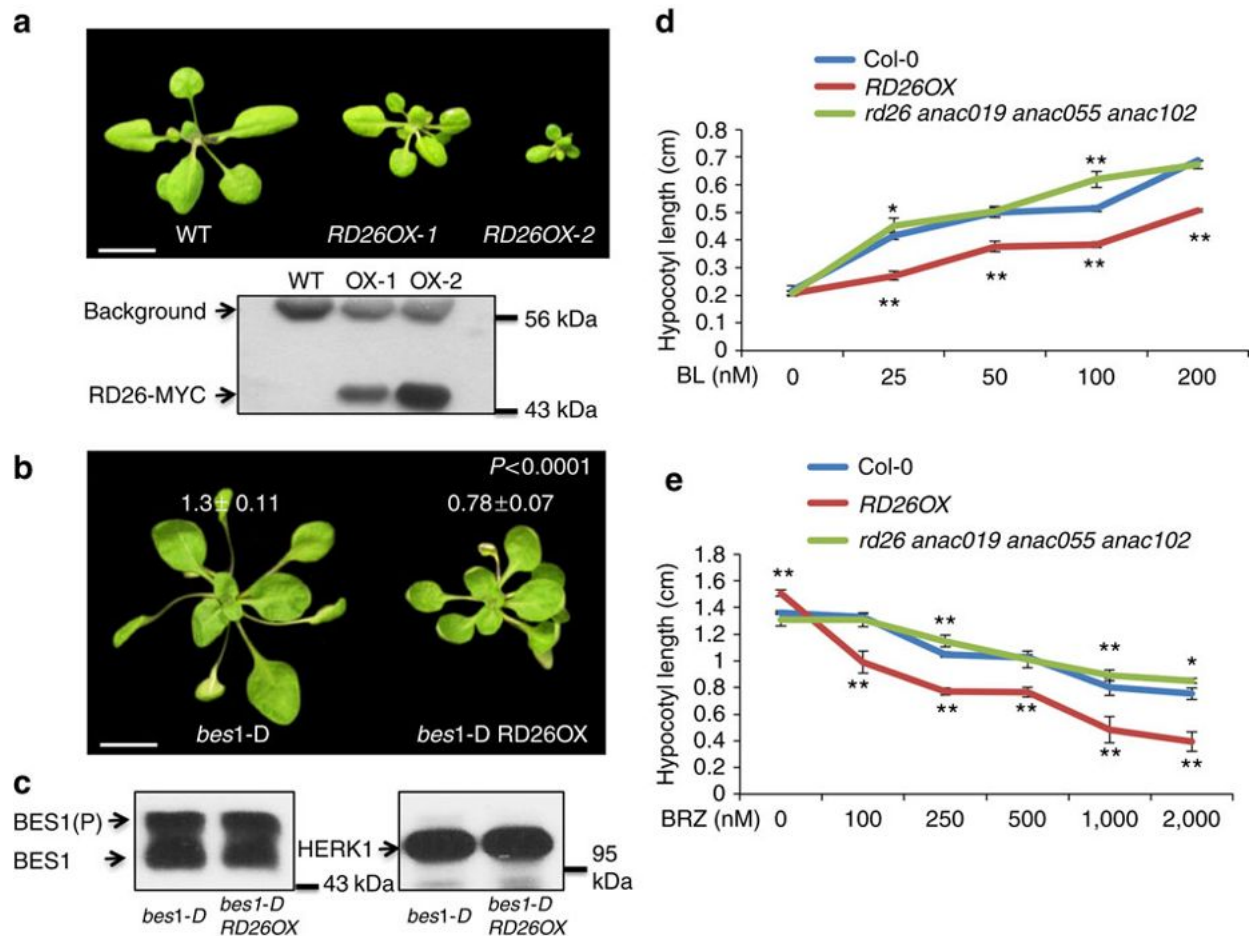 a
WT
RD26OX-1
RD26OX-2
WT OX-1 OX-2
Background
56 kDa
RD26-MYC
43 kDa
b
P<0.0001
1.3± 0.11
0.78±0.07
bes1-D
bes1-D RD26OX
c
BES1(P)
BES1
43 kDa
bes1-D
bes1-D
RD26OX
HERK1
95
kDa
bes1-D
bes1-D
RD26OX
d
Col-0
RD26OX
rd26 anac019 anac055 anac102
Hypocotyl length (cm)
0.8
0.7
0.6
0.5
0.4
0.3
0.2
0.1
0
**
*
**
**
**
**
BL (nM) 0 25 50 100 200
e
Col-0
RD26OX
rd26 anac019 anac055 anac102
Hypocotyl length (cm)
1.8
1.6
1.4
1.2
1
0.8
0.6
0.4
0.2
0
**
**
**
*
**
**
**
**
**
BRZ (nM) 0 100 250 500 1,000 2,000